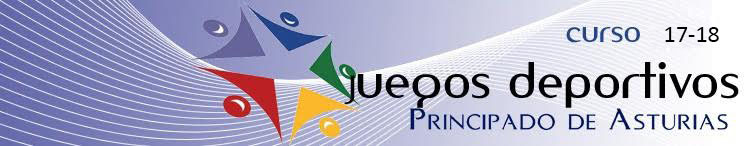 curso 17-18
juegos deportivos
PRINCIPADO DE ASTURIAS